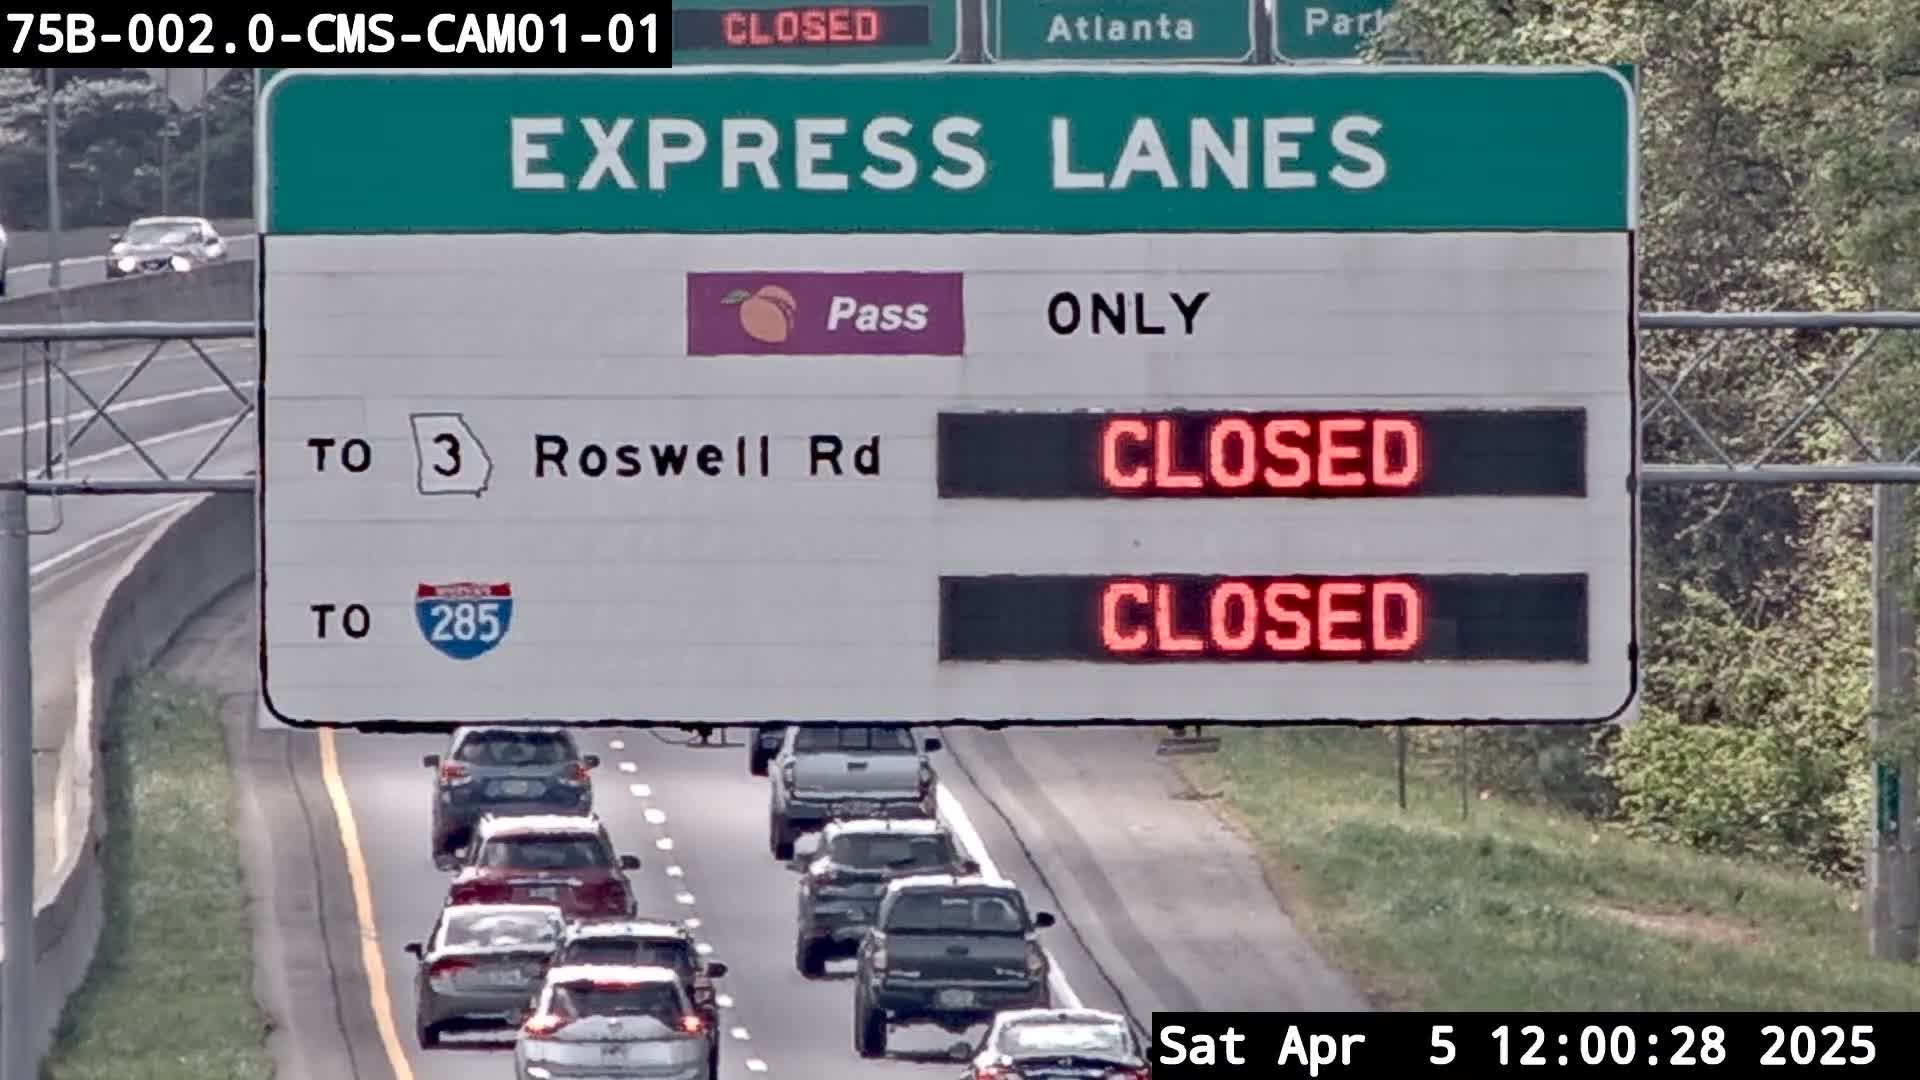 75B-002.0-CMS-CAM01-01
CLOSED
Atlanta
EXPRESS LANES
Pass ONLY
TO 3 Roswell Rd CLOSED
TO 285 CLOSED
Sat Apr 5 12:00:28 2025